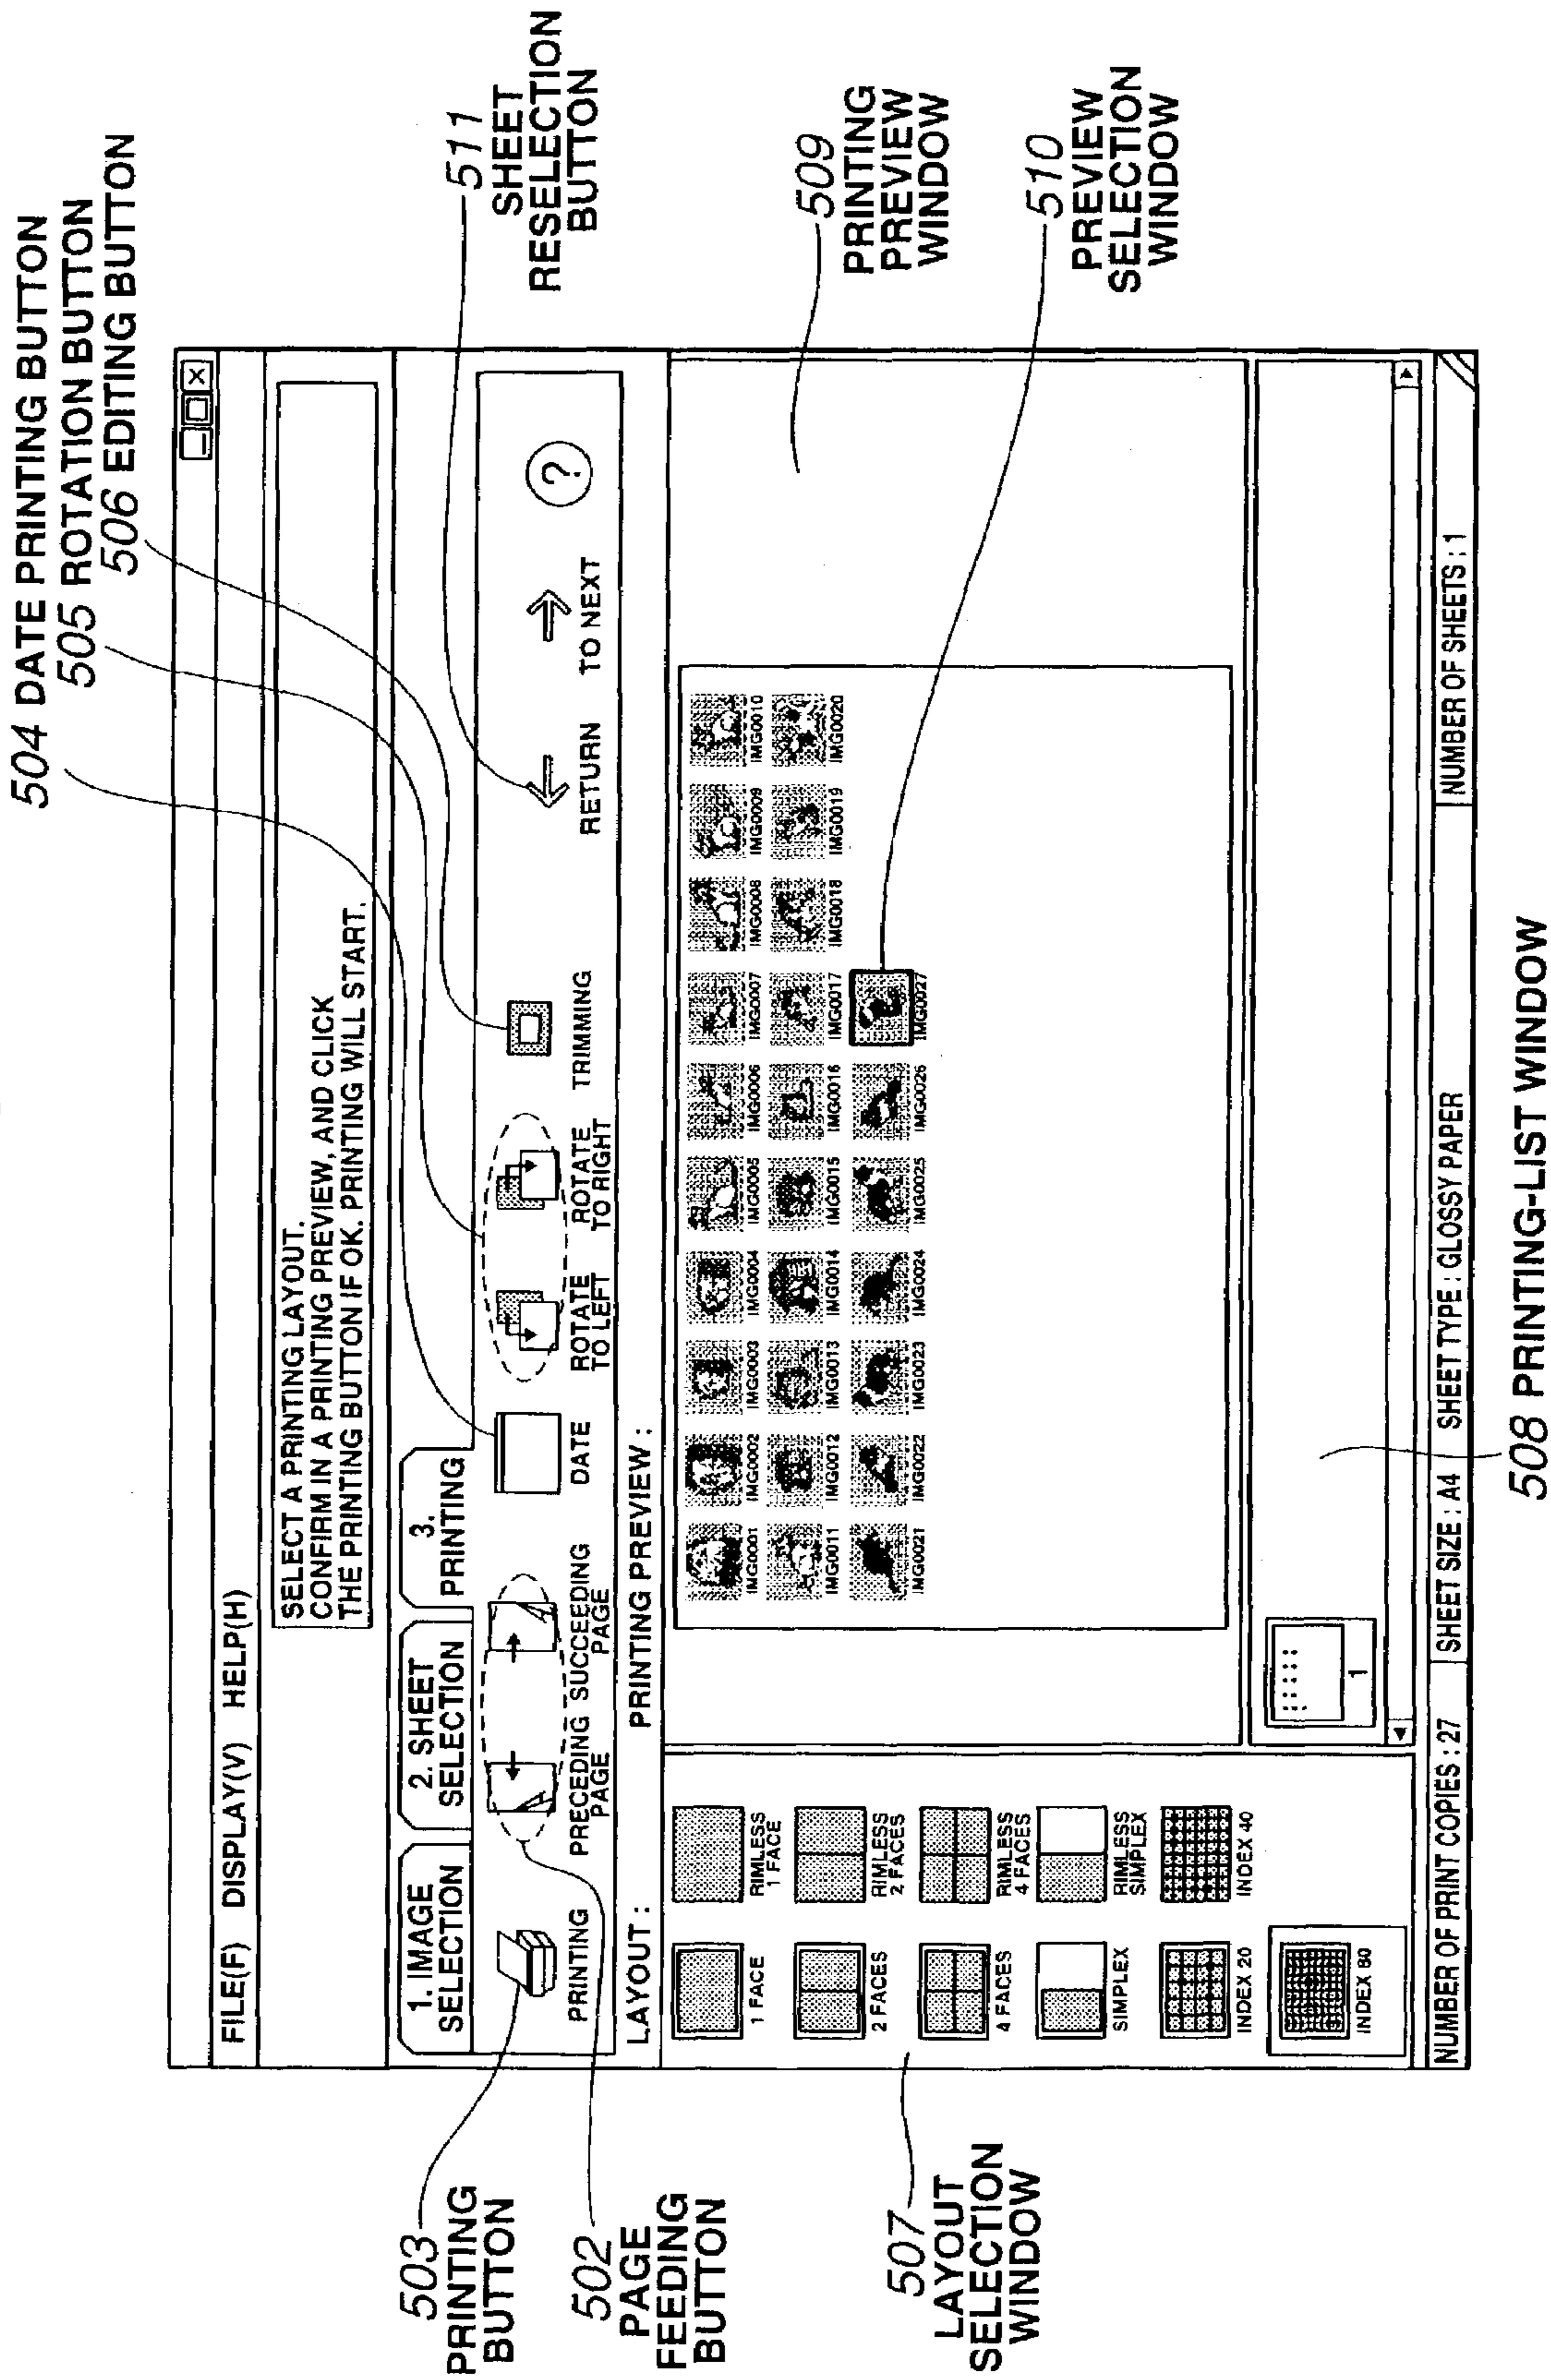 504 DATE PRINTING BUTTON
505 ROTATION BUTTON
506 EDITING BUTTON
503
PRINTING
BUTTON
502
PAGE
FEEDING
BUTTON
507
LAYOUT
SELECTION
WINDOW
FILE(F) DISPLAY(V) HELP(H)
SELECT A PRINTING LAYOUT.
CONFIRM IN A PRINTING PREVIEW, AND CLICK
THE PRINTING BUTTON IF OK. PRINTING WILL START.
1. IMAGE
SELECTION
2. SHEET
SELECTION
3.
PRINTING
PRINTING
PRECEDING
PAGE
SUCCEEDING
PAGE
DATE
ROTATE
TO LEFT
ROTATE
TO RIGHT
TRIMMING
RETURN
TO NEXT
?
LAYOUT :
PRINTING PREVIEW :
1 FACE
RIMLESS
1 FACE
2 FACES
RIMLESS
2 FACES
4 FACES
RIMLESS
4 FACES
SIMPLEX
RIMLESS
SIMPLEX
INDEX 20
INDEX 40
INDEX 80
IMG0001 IMG0002 IMG0003 IMG0004 IMG0005 IMG0006 IMG0007 IMG0008 IMG0009 IMG0010
IMG0011 IMG0012 IMG0013 IMG0014 IMG0015 IMG0016 IMG0017 IMG0018 IMG0019 IMG0020
IMG0021 IMG0022 IMG0023 IMG0024 IMG0025 IMG0026 IMG0027
1
NUMBER OF PRINT COPIES : 27 SHEET SIZE : A4 SHEET TYPE : GLOSSY PAPER NUMBER OF SHEETS : 1
511
SHEET
RESELECTION
BUTTON
509
PRINTING
PREVIEW
WINDOW
510
PREVIEW
SELECTION
WINDOW
508 PRINTING-LIST WINDOW